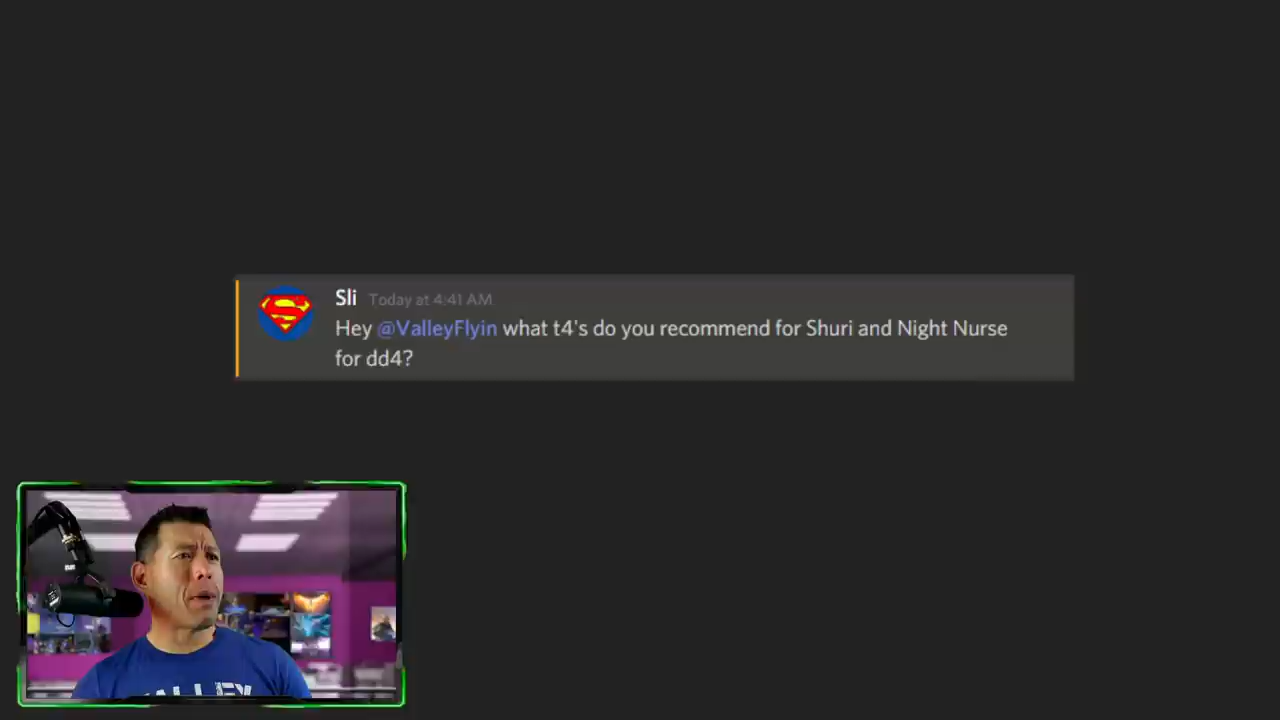 Sli Today at 4:41 AM
Hey @ValleyFlyin what t4's do you recommend for Shuri and Night Nurse
for dd4?
VALLEY